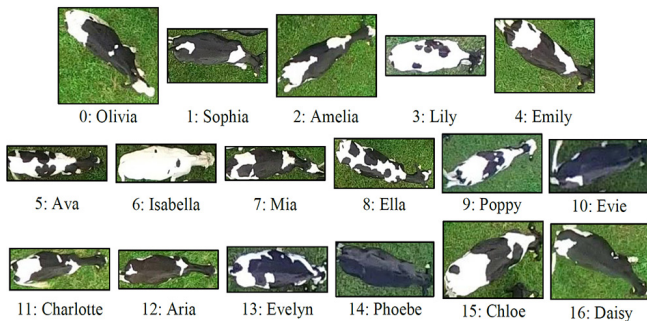 0: Olivia
1: Sophia
2: Amelia
3: Lily
4: Emily
5: Ava
6: Isabella
7: Mia
8: Ella
9: Poppy
10: Evie
11: Charlotte
12: Aria
13: Evelyn
14: Phoebe
15: Chloe
16: Daisy